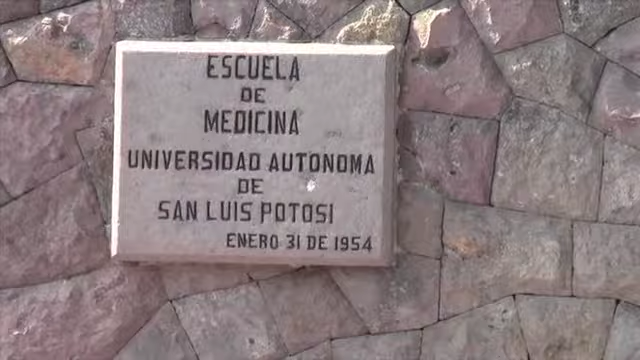 ESCUELA
DE
MEDICINA
UNIVERSIDAD AUTONOMA
DE
SAN LUIS POTOSI
ENERO 31 DE 1954